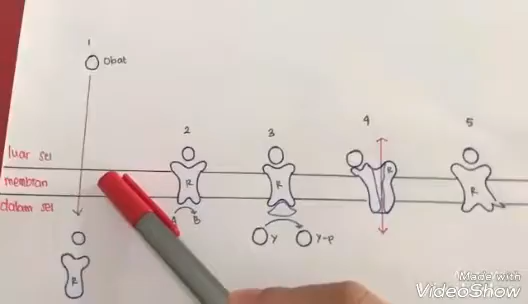 1
Obat
2
3
4
5
luar sel
membran
dalam sel
R
R
R
R
R
A
B
Y
Y-P
Made with
VideoShow